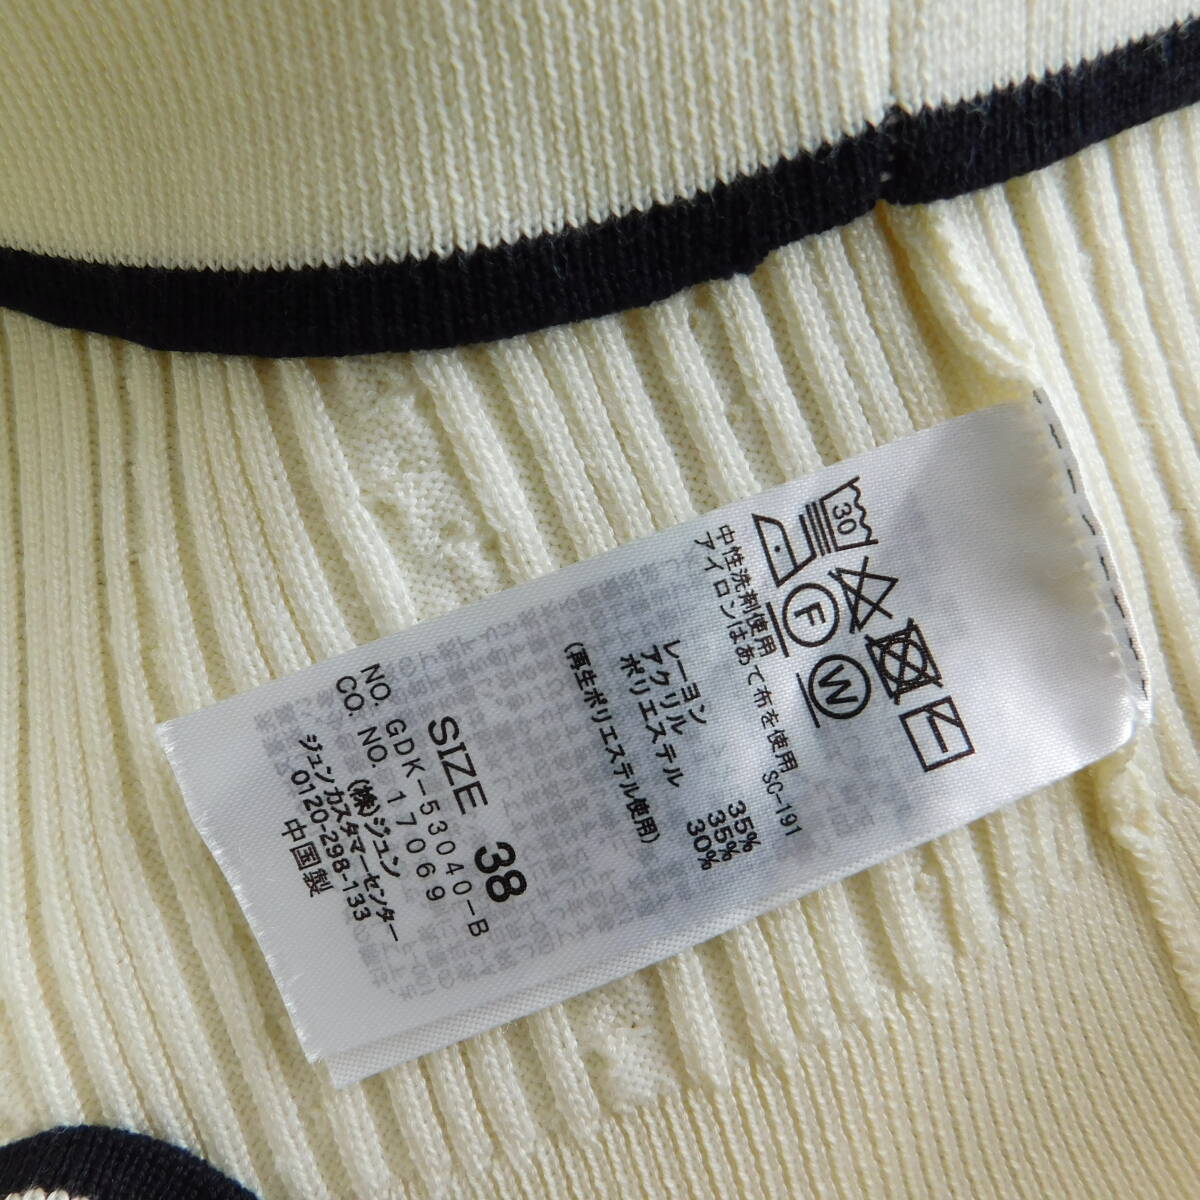 30
F
W
中性洗剤使用
アイロンはあて布を使用 SC-191
レーヨン 35%
アクリル 35%
ポリエステル 30%
(再生ポリエステル使用)
SIZE 38
NO. GDK-53040-B
CO. NO. 17069
(株)ジュン
ジュン カスタマーセンター
0120-298-133
中国製